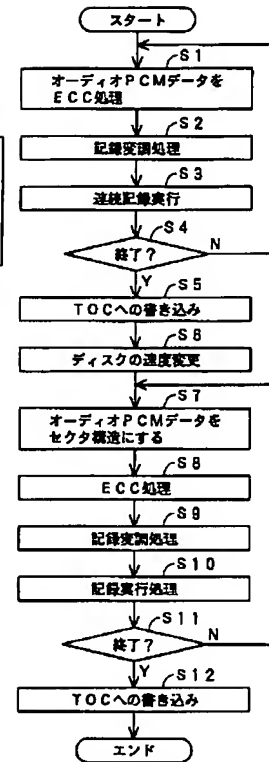 スタート
S1
オーディオPCMデータを
ECC処理
S2
記録変調処理
S3
連続記録実行
S4
終了?
N
Y
S5
TOCへの書き込み
S6
ディスクの速度変更
S7
オーディオPCMデータを
セクタ構造にする
S8
ECC処理
S9
記録変調処理
S10
記録実行処理
S11
終了?
N
Y
S12
TOCへの書き込み
エンド